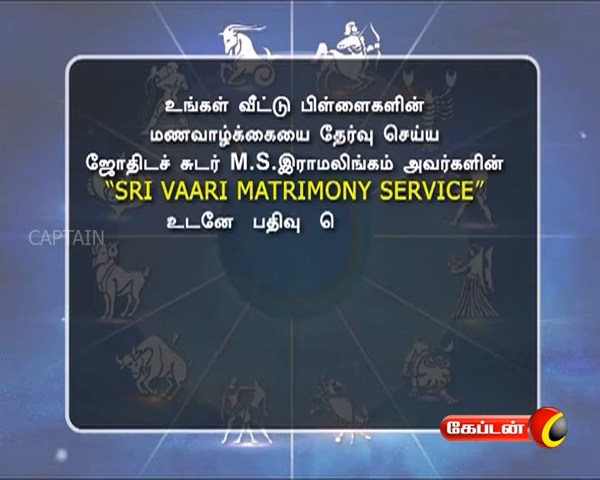 உங்கள் வீட்டு பிள்ளைகளின்
மணவாழ்க்கையை தேர்வு செய்ய
ஜோதிடச் சுடர் M.S.இராமலிங்கம் அவர்களின்
“SRI VAARI MATRIMONY SERVICE”
உடனே பதிவு ெ
CAPTAIN
கேப்டன்